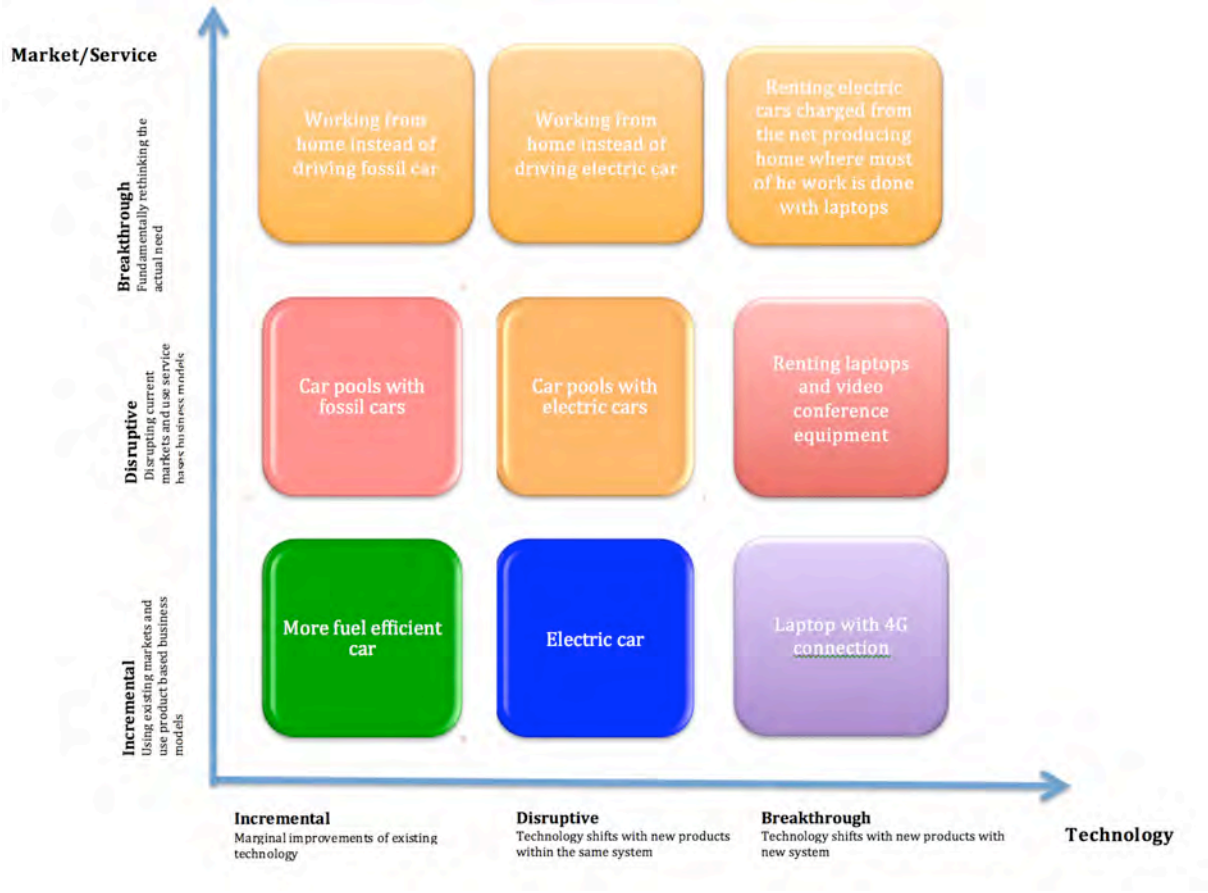 Market/Service
Breakthrough
Fundamentally rethinking the
actual need
Working from
home instead of
driving fossil car
Working from
home instead of
driving electric car
Renting electric
cars charged from
the net producing
home where most
of he work is done
with laptops
Disruptive
Disrupting current
markets and use service
bases business models
Car pools with
fossil cars
Car pools with
electric cars
Renting laptops
and video
conference
equipment
Incremental
Using existing markets and
use product based business
models
More fuel efficient
car
Electric car
Laptop with 4G
connection
Incremental
Marginal improvements of existing
technology
Disruptive
Technology shifts with new products
within the same system
Breakthrough
Technology shifts with new products with
new system
Technology